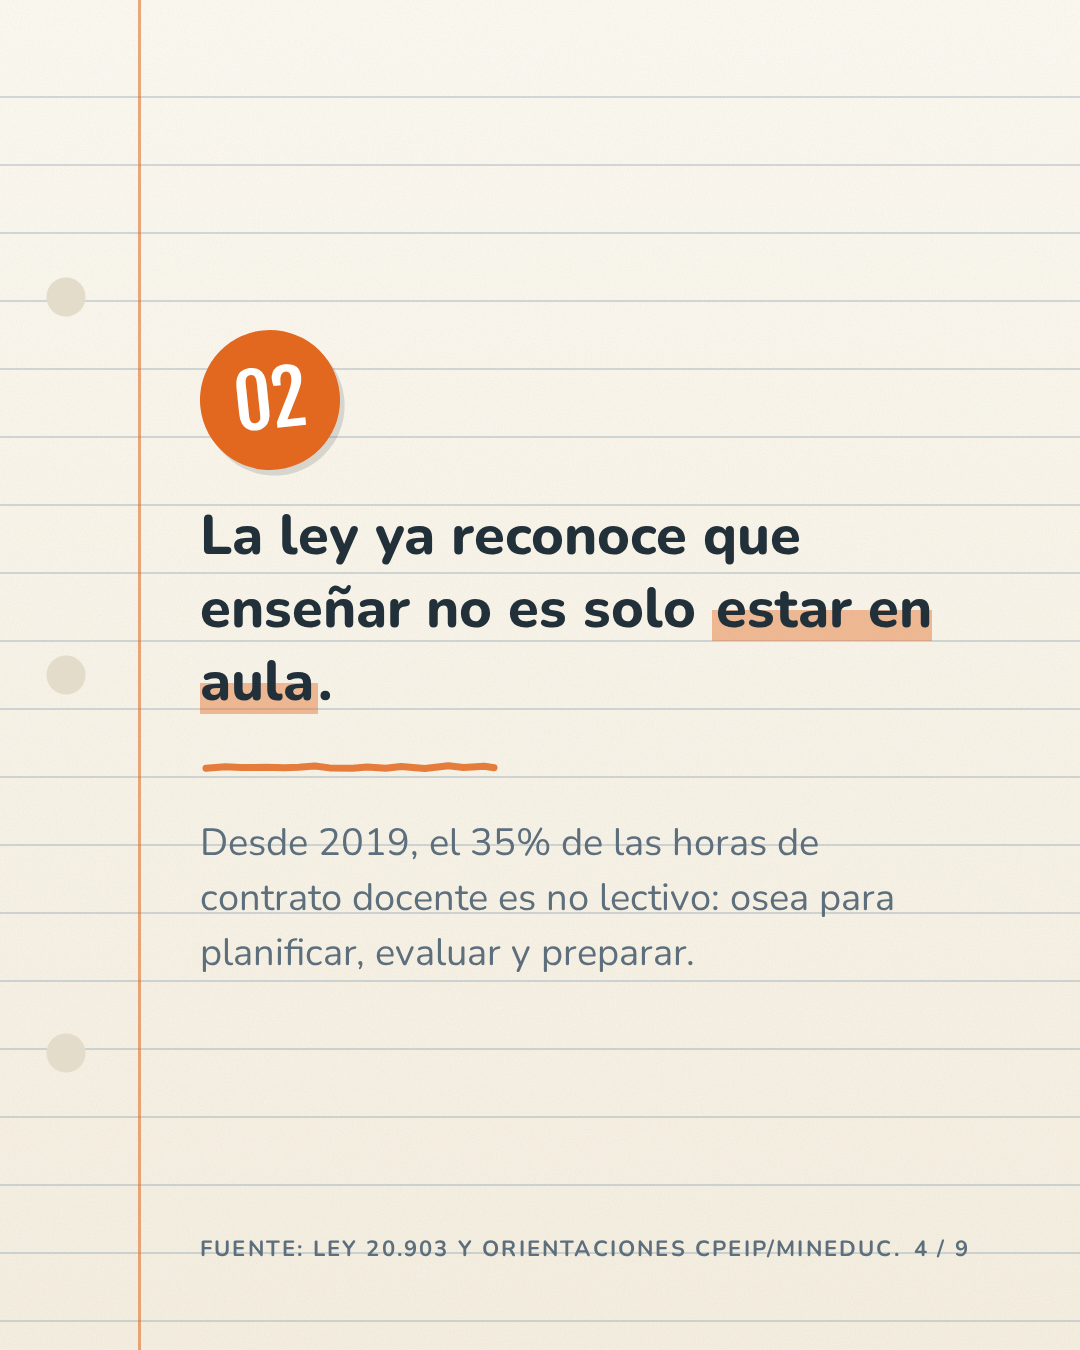 02
La ley ya reconoce que
enseñar no es solo estar en
aula.
Desde 2019, el 35% de las horas de
contrato docente es no lectivo: osea para
planificar, evaluar y preparar.
FUENTE: LEY 20.903 Y ORIENTACIONES CPEIP/MINEDUC. 4 / 9